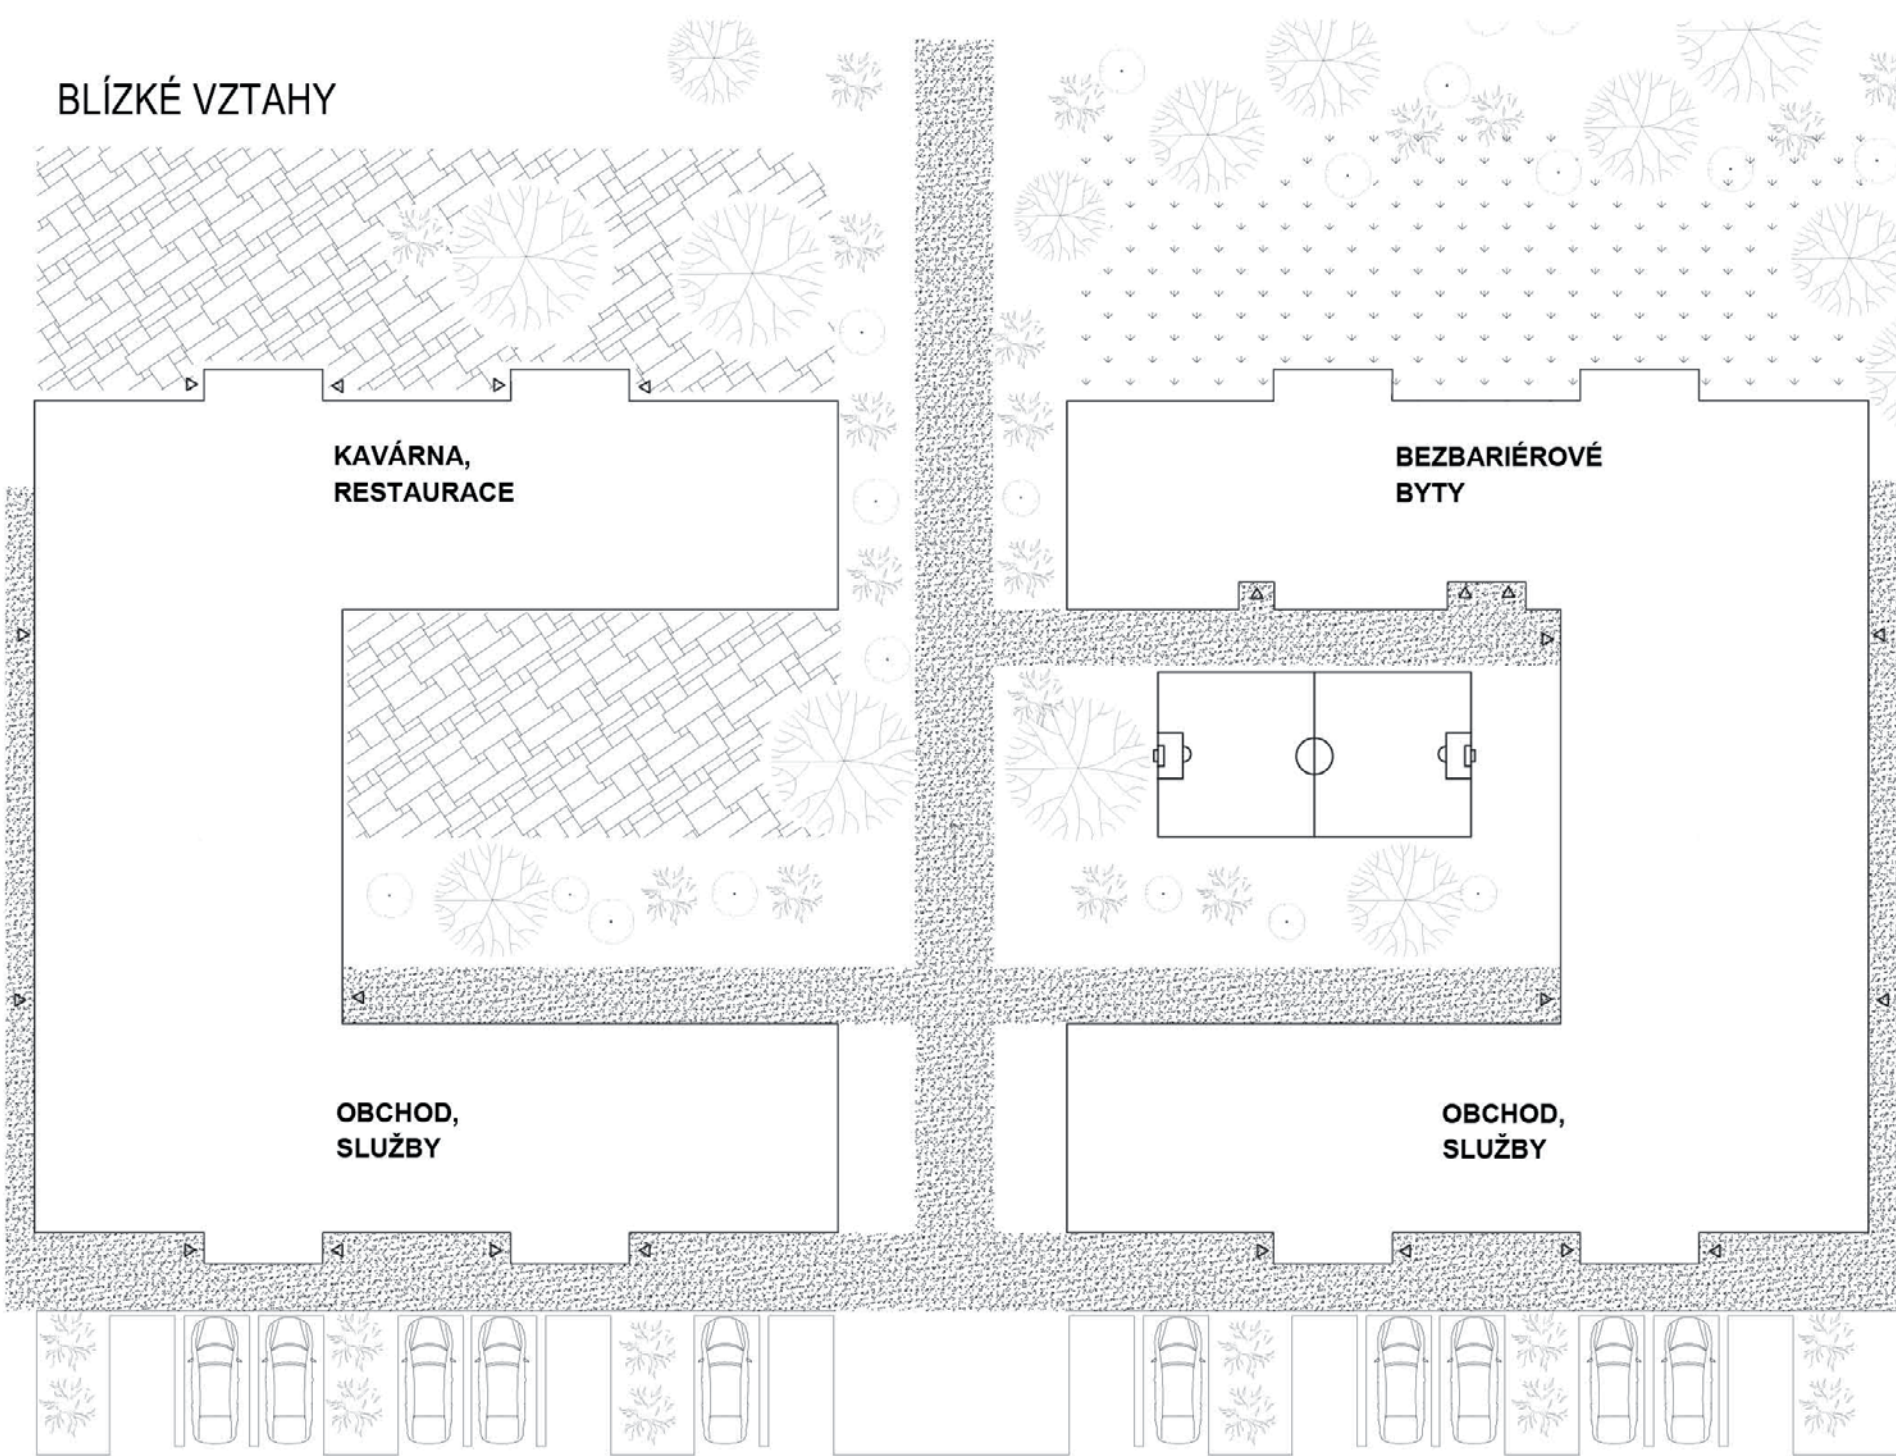 BLÍZKÉ VZTAHY
KAVÁRNA,
RESTAURACE
BEZBARIÉROVÉ
BYTY
OBCHOD,
SLUŽBY
OBCHOD,
SLUŽBY